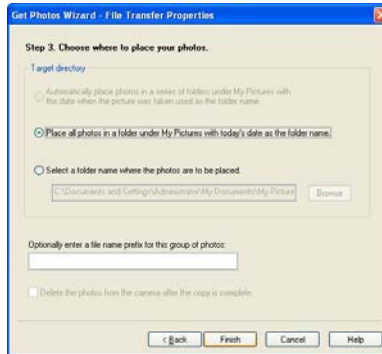 Get Photos Wizard - File Transfer Properties
Step 3. Choose where to place your photos.
Target directory
Automatically place photos in a series of folders under My Pictures with
the date when the picture was taken used as the folder name.
Place all photos in a folder under My Pictures with today's date as the folder name.
Select a folder name where the photos are to be placed.
C:\Documents and Settings\Administrator\My Documents\My Picture
Browse
Optionally enter a file name prefix for this group of photos:
Delete the photos from the camera after the copy is complete.
< Back
Finish
Cancel
Help